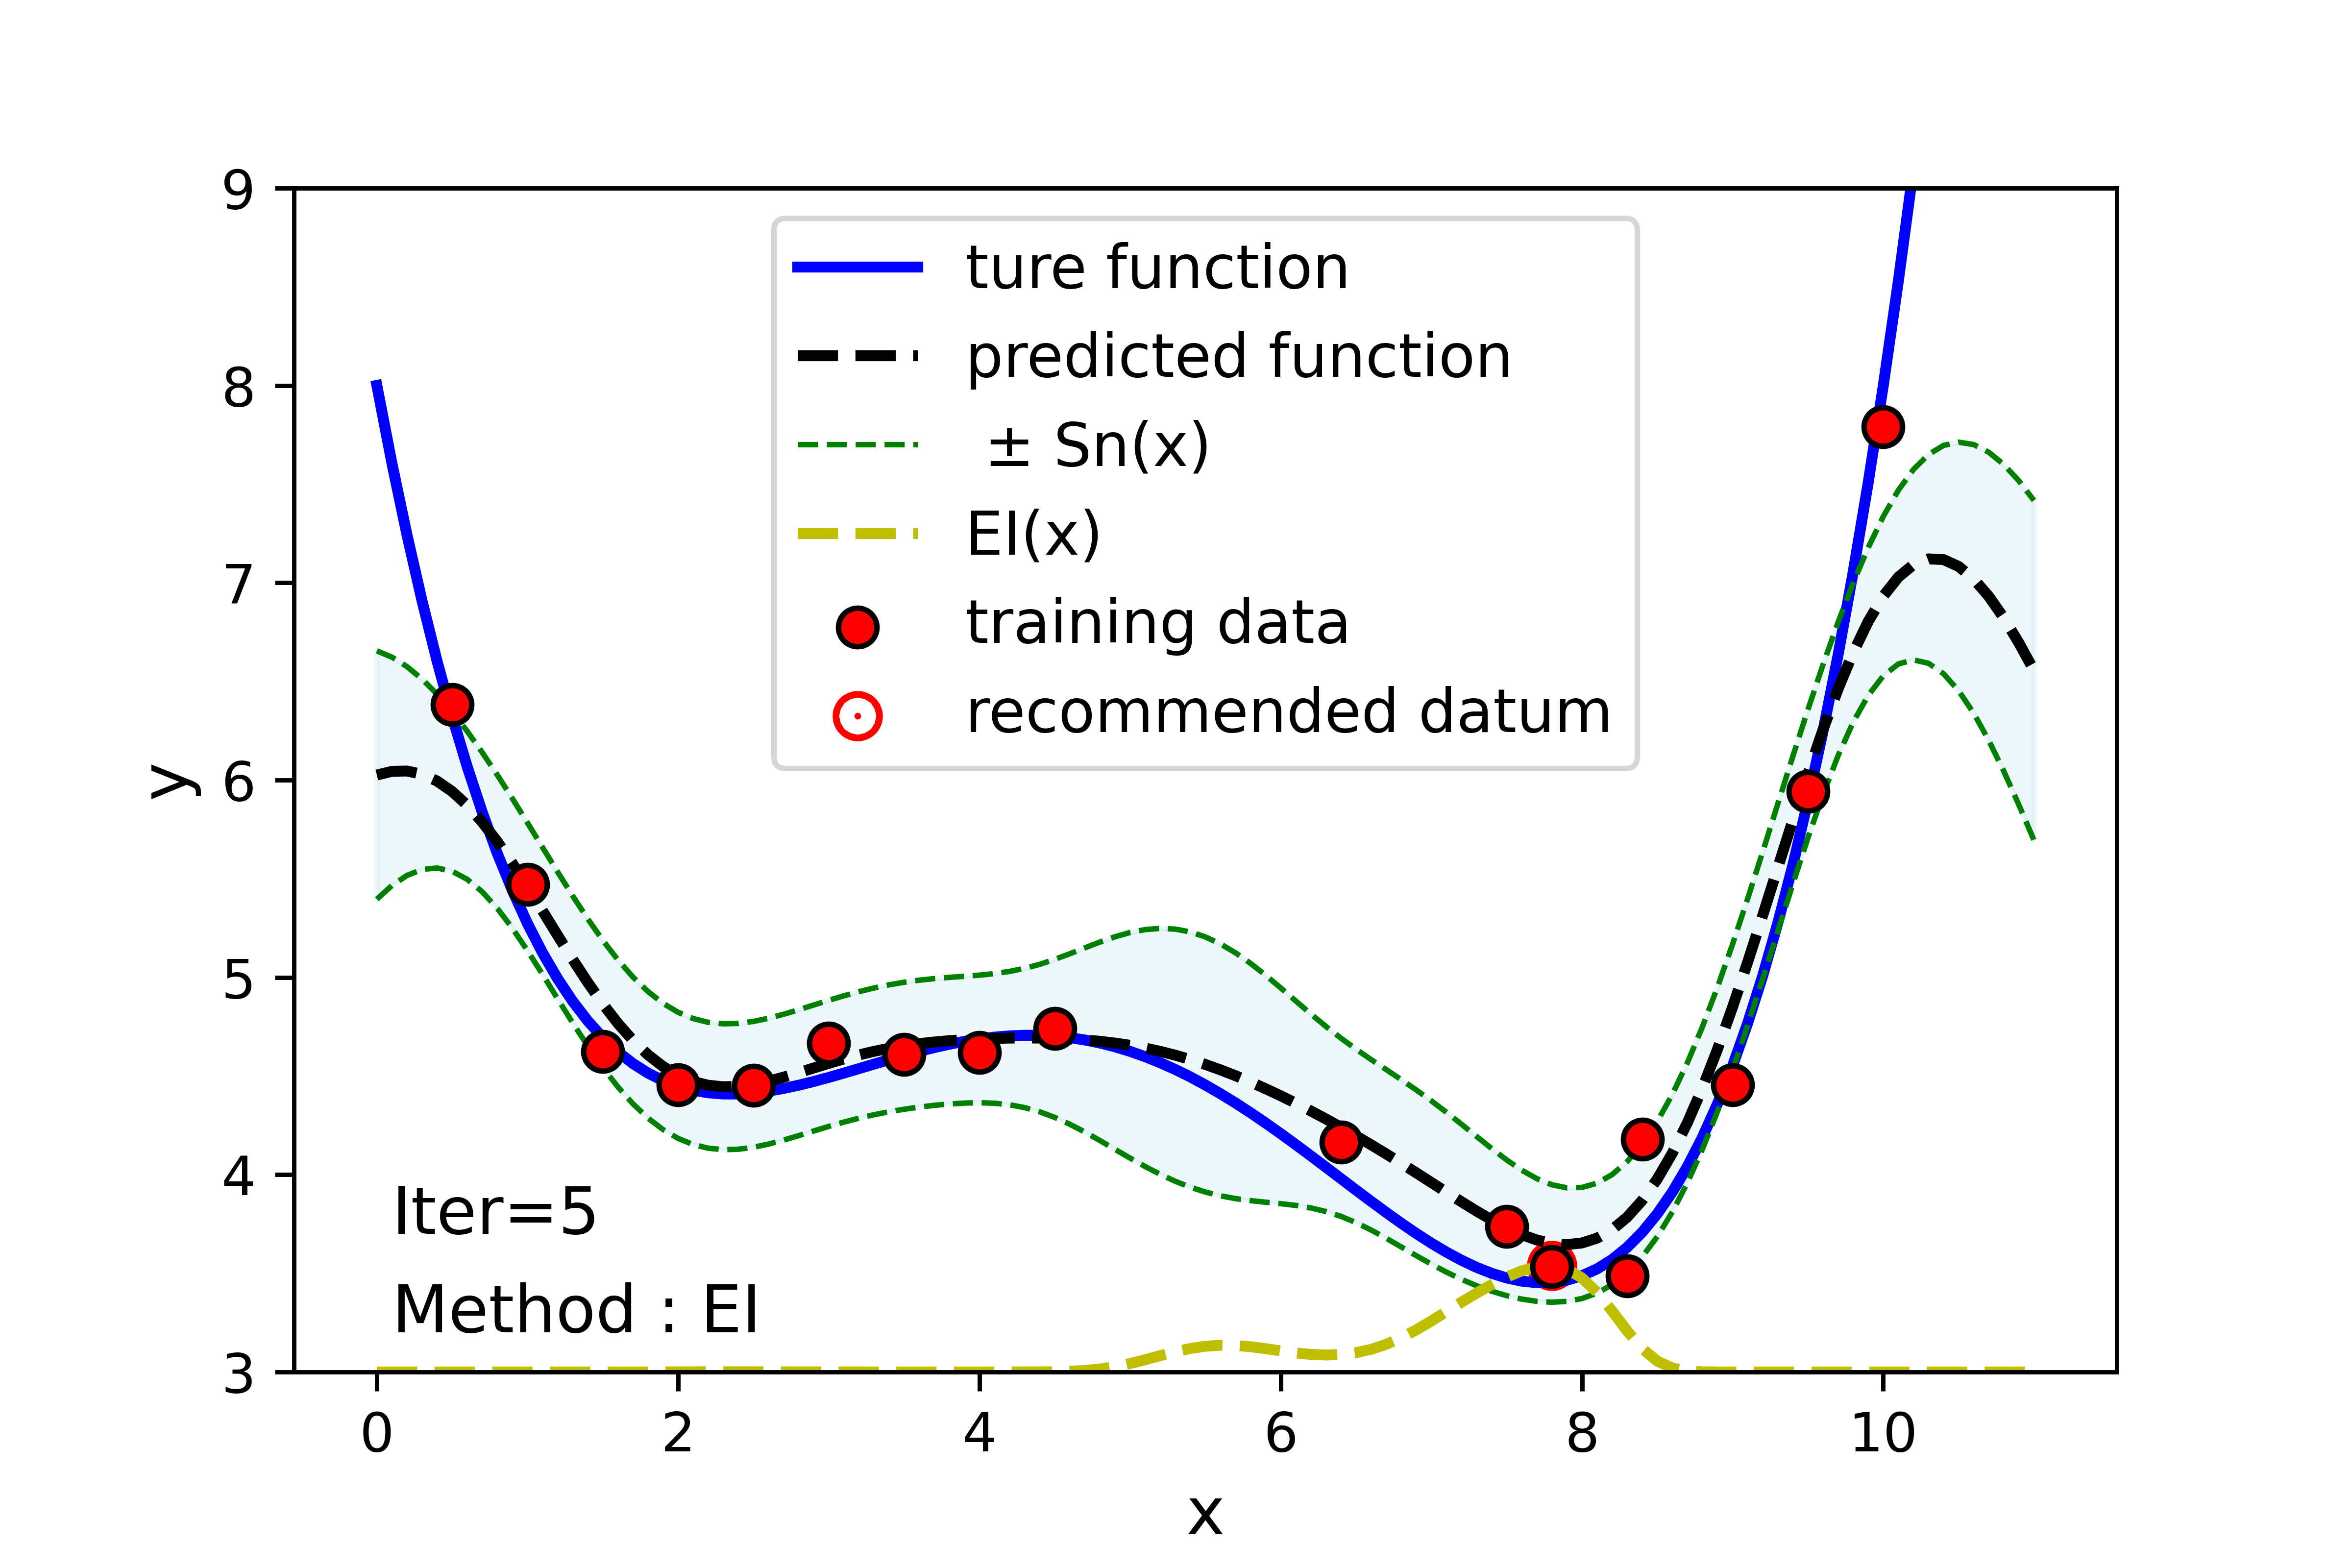 9
8
7
6
5
4
3
y
ture function
predicted function
± Sn(x)
EI(x)
training data
recommended datum
Iter=5
Method : EI
0 2 4 6 8 10
x